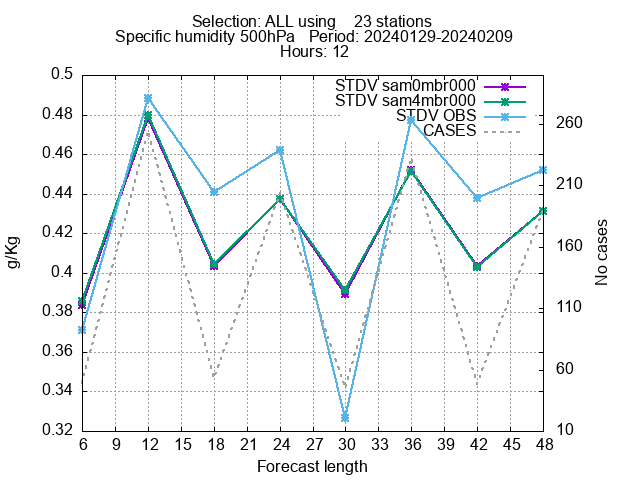 Selection: ALL using    23 stations
Specific humidity 500hPa   Period: 20240129-20240209
Hours: 12
STDV sam0mbr000
STDV sam4mbr000
STDV OBS
CASES
g/Kg
0.5
0.48
0.46
0.44
0.42
0.4
0.38
0.36
0.34
0.32
260
210
160
110
60
10
No cases
6 9 12 15 18 21 24 27 30 33 36 39 42 45 48
Forecast length